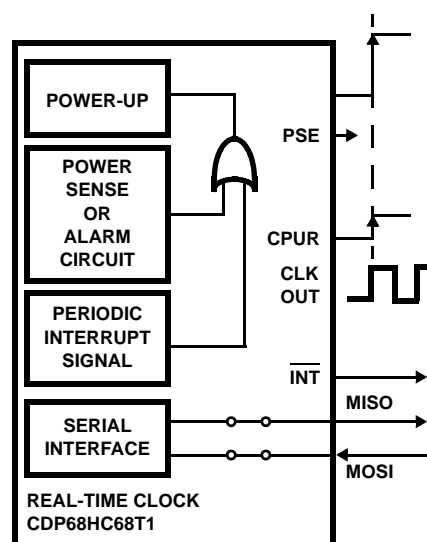 POWER-UP
PSE
POWER
SENSE
OR
ALARM
CIRCUIT
CPUR
CLK
OUT
PERIODIC
INTERRUPT
SIGNAL
INT
MISO
SERIAL
INTERFACE
MOSI
REAL-TIME CLOCK
CDP68HC68T1